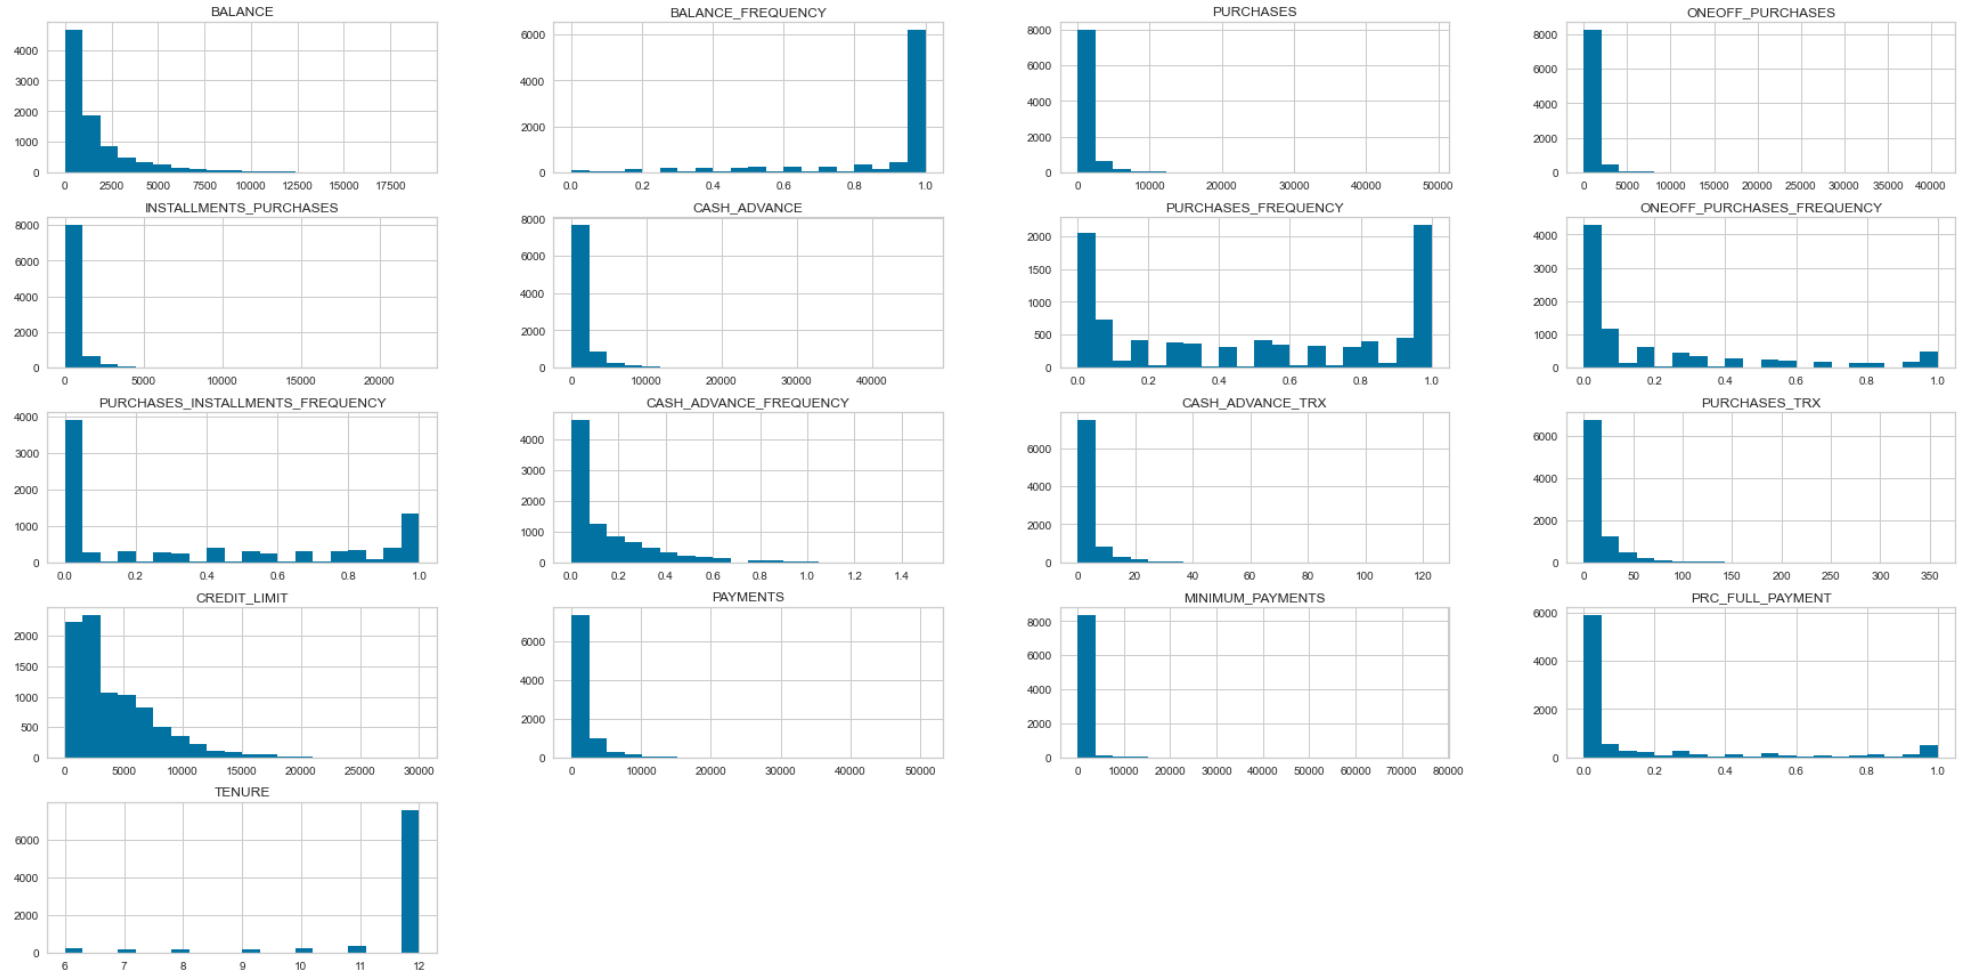 BALANCE
4000
3000
2000
1000
0
0 2500 5000 7500 10000 12500 15000 17500
BALANCE_FREQUENCY
6000
4000
2000
0
0.0 0.2 0.4 0.6 0.8 1.0
PURCHASES
8000
6000
4000
2000
0
0 10000 20000 30000 40000 50000
ONEOFF_PURCHASES
8000
6000
4000
2000
0
0 5000 10000 15000 20000 25000 30000 35000 40000
INSTALLMENTS_PURCHASES
8000
6000
4000
2000
0
0 5000 10000 15000 20000
CASH_ADVANCE
8000
6000
4000
2000
0
0 10000 20000 30000 40000
PURCHASES_FREQUENCY
2000
1500
1000
500
0
0.0 0.2 0.4 0.6 0.8 1.0
ONEOFF_PURCHASES_FREQUENCY
4000
3000
2000
1000
0
0.0 0.2 0.4 0.6 0.8 1.0
PURCHASES_INSTALLMENTS_FREQUENCY
4000
3000
2000
1000
0
0.0 0.2 0.4 0.6 0.8 1.0
CASH_ADVANCE_FREQUENCY
4000
3000
2000
1000
0
0.0 0.2 0.4 0.6 0.8 1.0 1.2 1.4
CASH_ADVANCE_TRX
6000
4000
2000
0
0 20 40 60 80 100 120
PURCHASES_TRX
6000
4000
2000
0
0 50 100 150 200 250 300 350
CREDIT_LIMIT
2000
1500
1000
500
0
0 5000 10000 15000 20000 25000 30000
PAYMENTS
6000
4000
2000
0
0 10000 20000 30000 40000 50000
MINIMUM_PAYMENTS
8000
6000
4000
2000
0
0 10000 20000 30000 40000 50000 60000 70000 80000
PRC_FULL_PAYMENT
6000
4000
2000
0
0.0 0.2 0.4 0.6 0.8 1.0
TENURE
6000
4000
2000
0
6 7 8 9 10 11 12